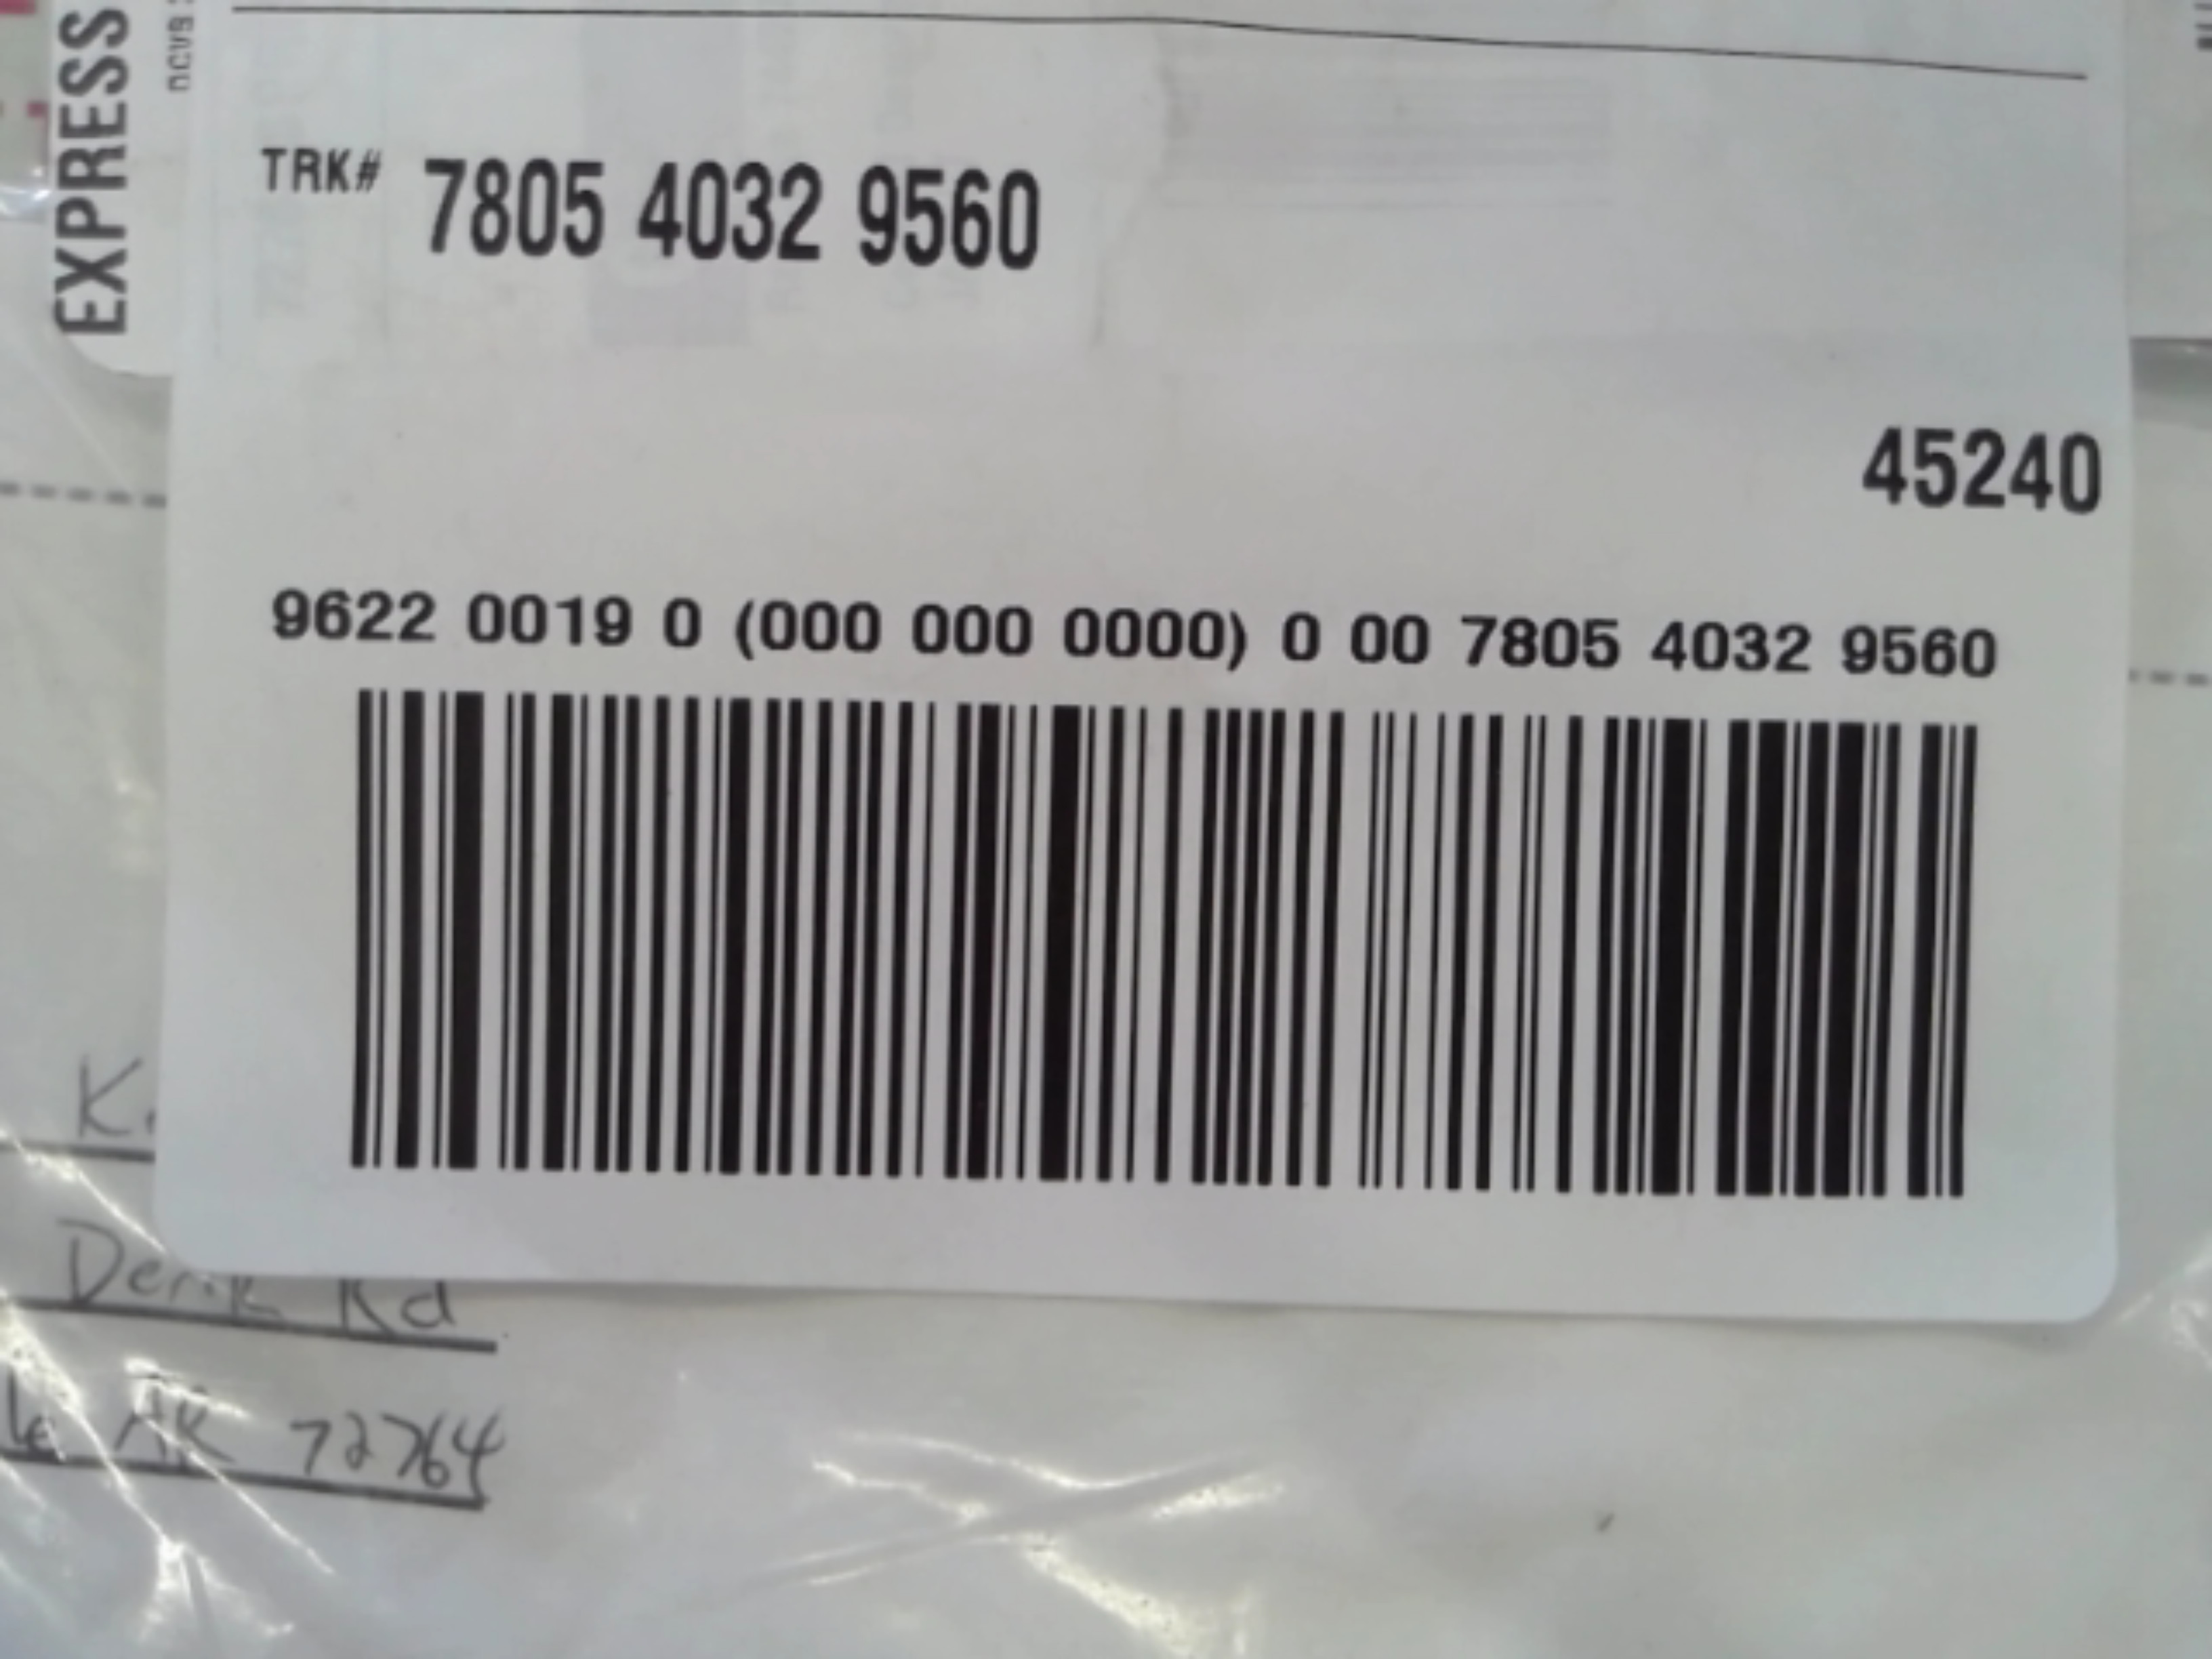 EXPRESS
TRK# 7805 4032 9560
45240
9622 0019 0 (000 000 0000) 0 00 7805 4032 9560
K.
Derik Rd
le AR 72764